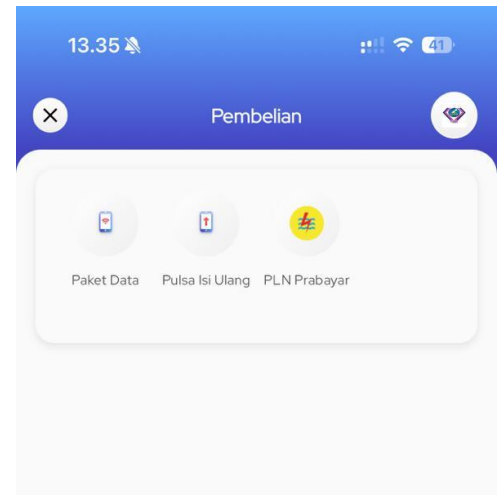 13.35
41
Pembelian
Paket Data
Pulsa Isi Ulang
PLN Prabayar